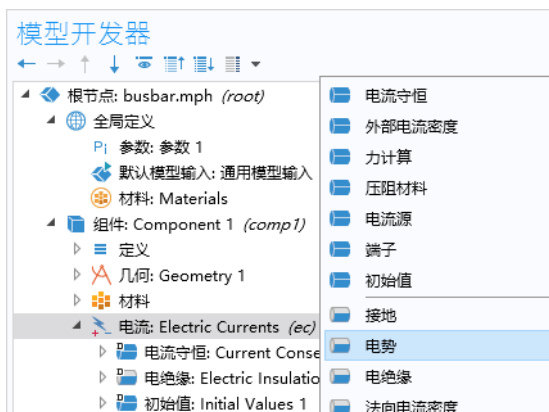 模型开发器
根节点: busbar.mph (root)
全局定义
Pi 参数: 参数 1
默认模型输入: 通用模型输入
材料: Materials
组件: Component 1 (comp1)
定义
几何: Geometry 1
材料
电流: Electric Currents (ec)
电流守恒: Current Conse
电绝缘: Electric Insulatio
初始值: Initial Values 1
电流守恒
外部电流密度
力计算
压阻材料
电流源
端子
初始值
接地
电势
电绝缘
法向电流密度